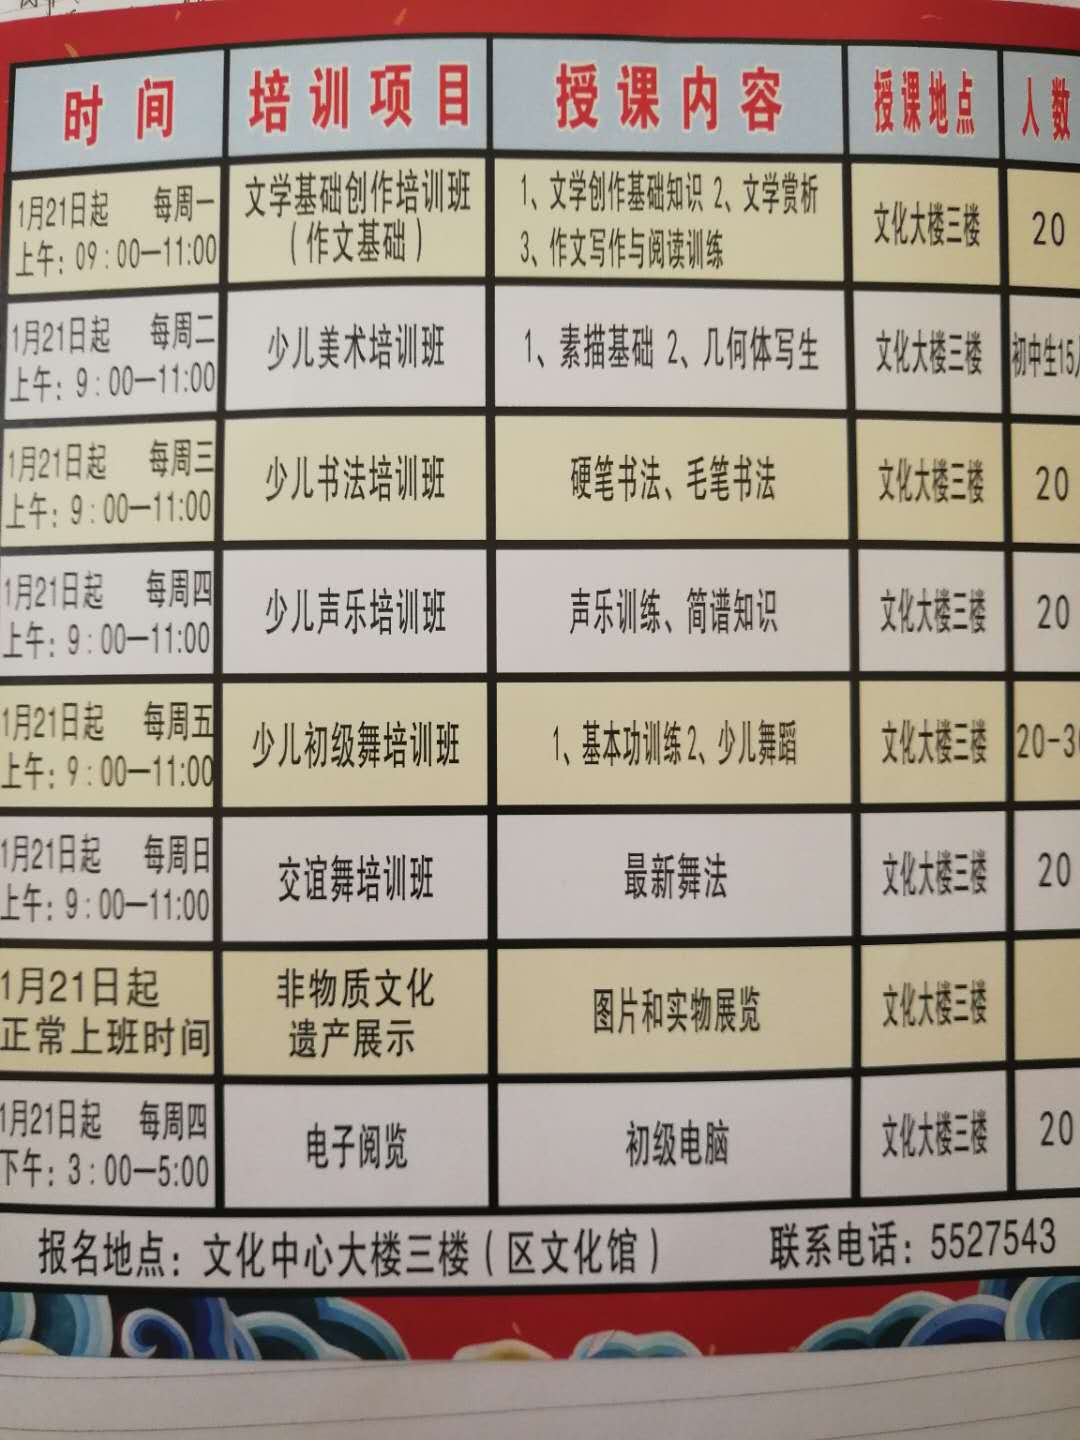 时间 培训项目 授课内容 授课地点 人数
1月21日起 每周一
上午：09：00—11:00
文学基础创作培训班
（作文基础）
1、文学创作基础知识 2、文学赏析
3、作文写作与阅读训练
文化大楼三楼
20
1月21日起 每周二
上午：9：00—11:00
少儿美术培训班
1、素描基础 2、几何体写生
文化大楼三楼
初中生15人
1月21日起 每周三
上午：9：00—11:00
少儿书法培训班
硬笔书法、毛笔书法
文化大楼三楼
20
1月21日起 每周四
上午：9：00—11:00
少儿声乐培训班
声乐训练、简谱知识
文化大楼三楼
20
1月21日起 每周五
上午：9：00—11:00
少儿初级舞培训班
1、基本功训练2、少儿舞蹈
文化大楼三楼
20-30
1月21日起 每周日
上午：9：00—11:00
交谊舞培训班
最新舞法
文化大楼三楼
20
1月21日起
正常上班时间
非物质文化
遗产展示
图片和实物展览
文化大楼三楼
1月21日起 每周四
下午：3：00—5:00
电子阅览
初级电脑
文化大楼三楼
20
报名地点：文化中心大楼三楼（区文化馆） 联系电话：5527543